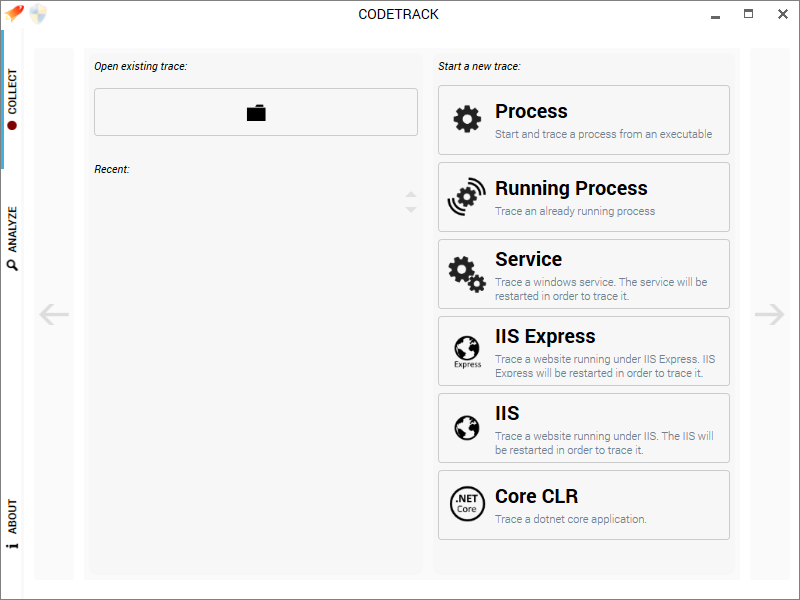 CODETRACK
COLLECT
ANALYZE
ABOUT
Open existing trace:
Recent:
Start a new trace:
Process
Start and trace a process from an executable
Running Process
Trace an already running process
Service
Trace a windows service. The service will be
restarted in order to trace it.
Express
IIS Express
Trace a website running under IIS Express. IIS
Express will be restarted in order to trace it.
IIS
Trace a website running under IIS. The IIS will
be restarted in order to trace it.
.NET
Core
Core CLR
Trace a dotnet core application.